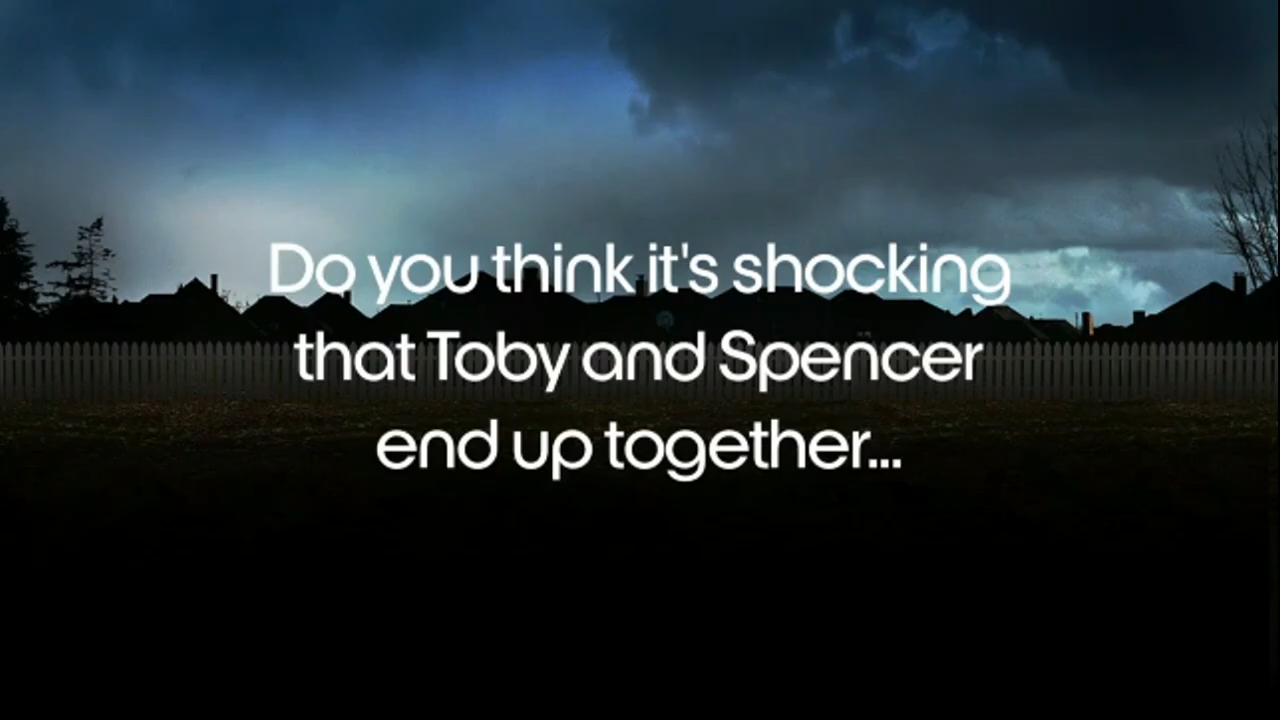 Do you think it's shocking
that Toby and Spencer
end up together...